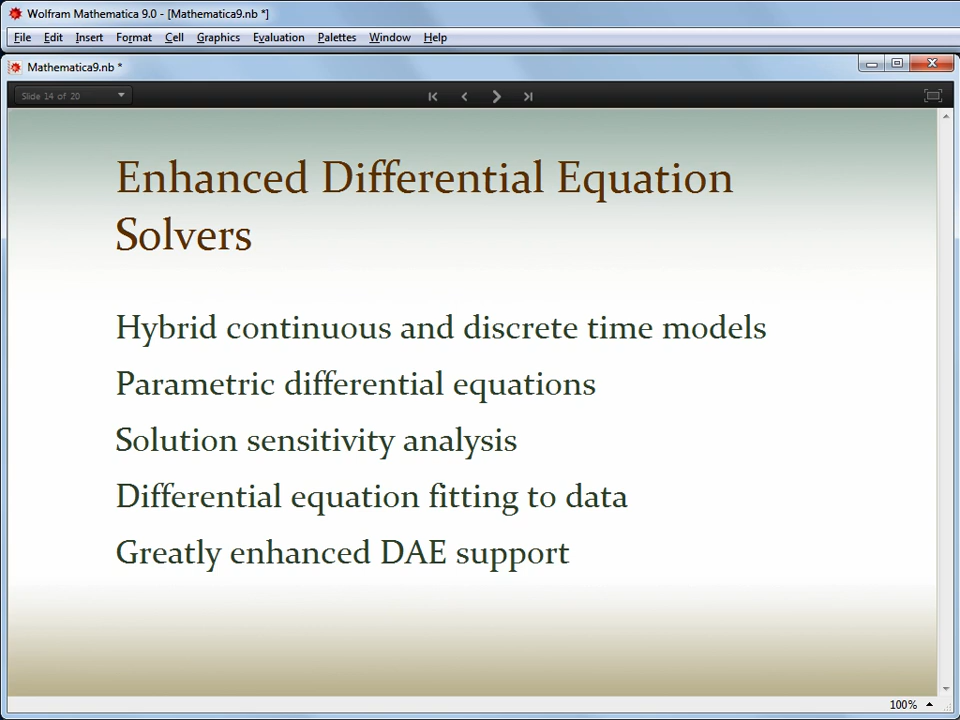 Wolfram Mathematica 9.0 - [Mathematica9.nb *]
File Edit Insert Format Cell Graphics Evaluation Palettes Window Help
Mathematica9.nb *
Slide 14 of 20
Enhanced Differential Equation
Solvers
Hybrid continuous and discrete time models
Parametric differential equations
Solution sensitivity analysis
Differential equation fitting to data
Greatly enhanced DAE support
100%